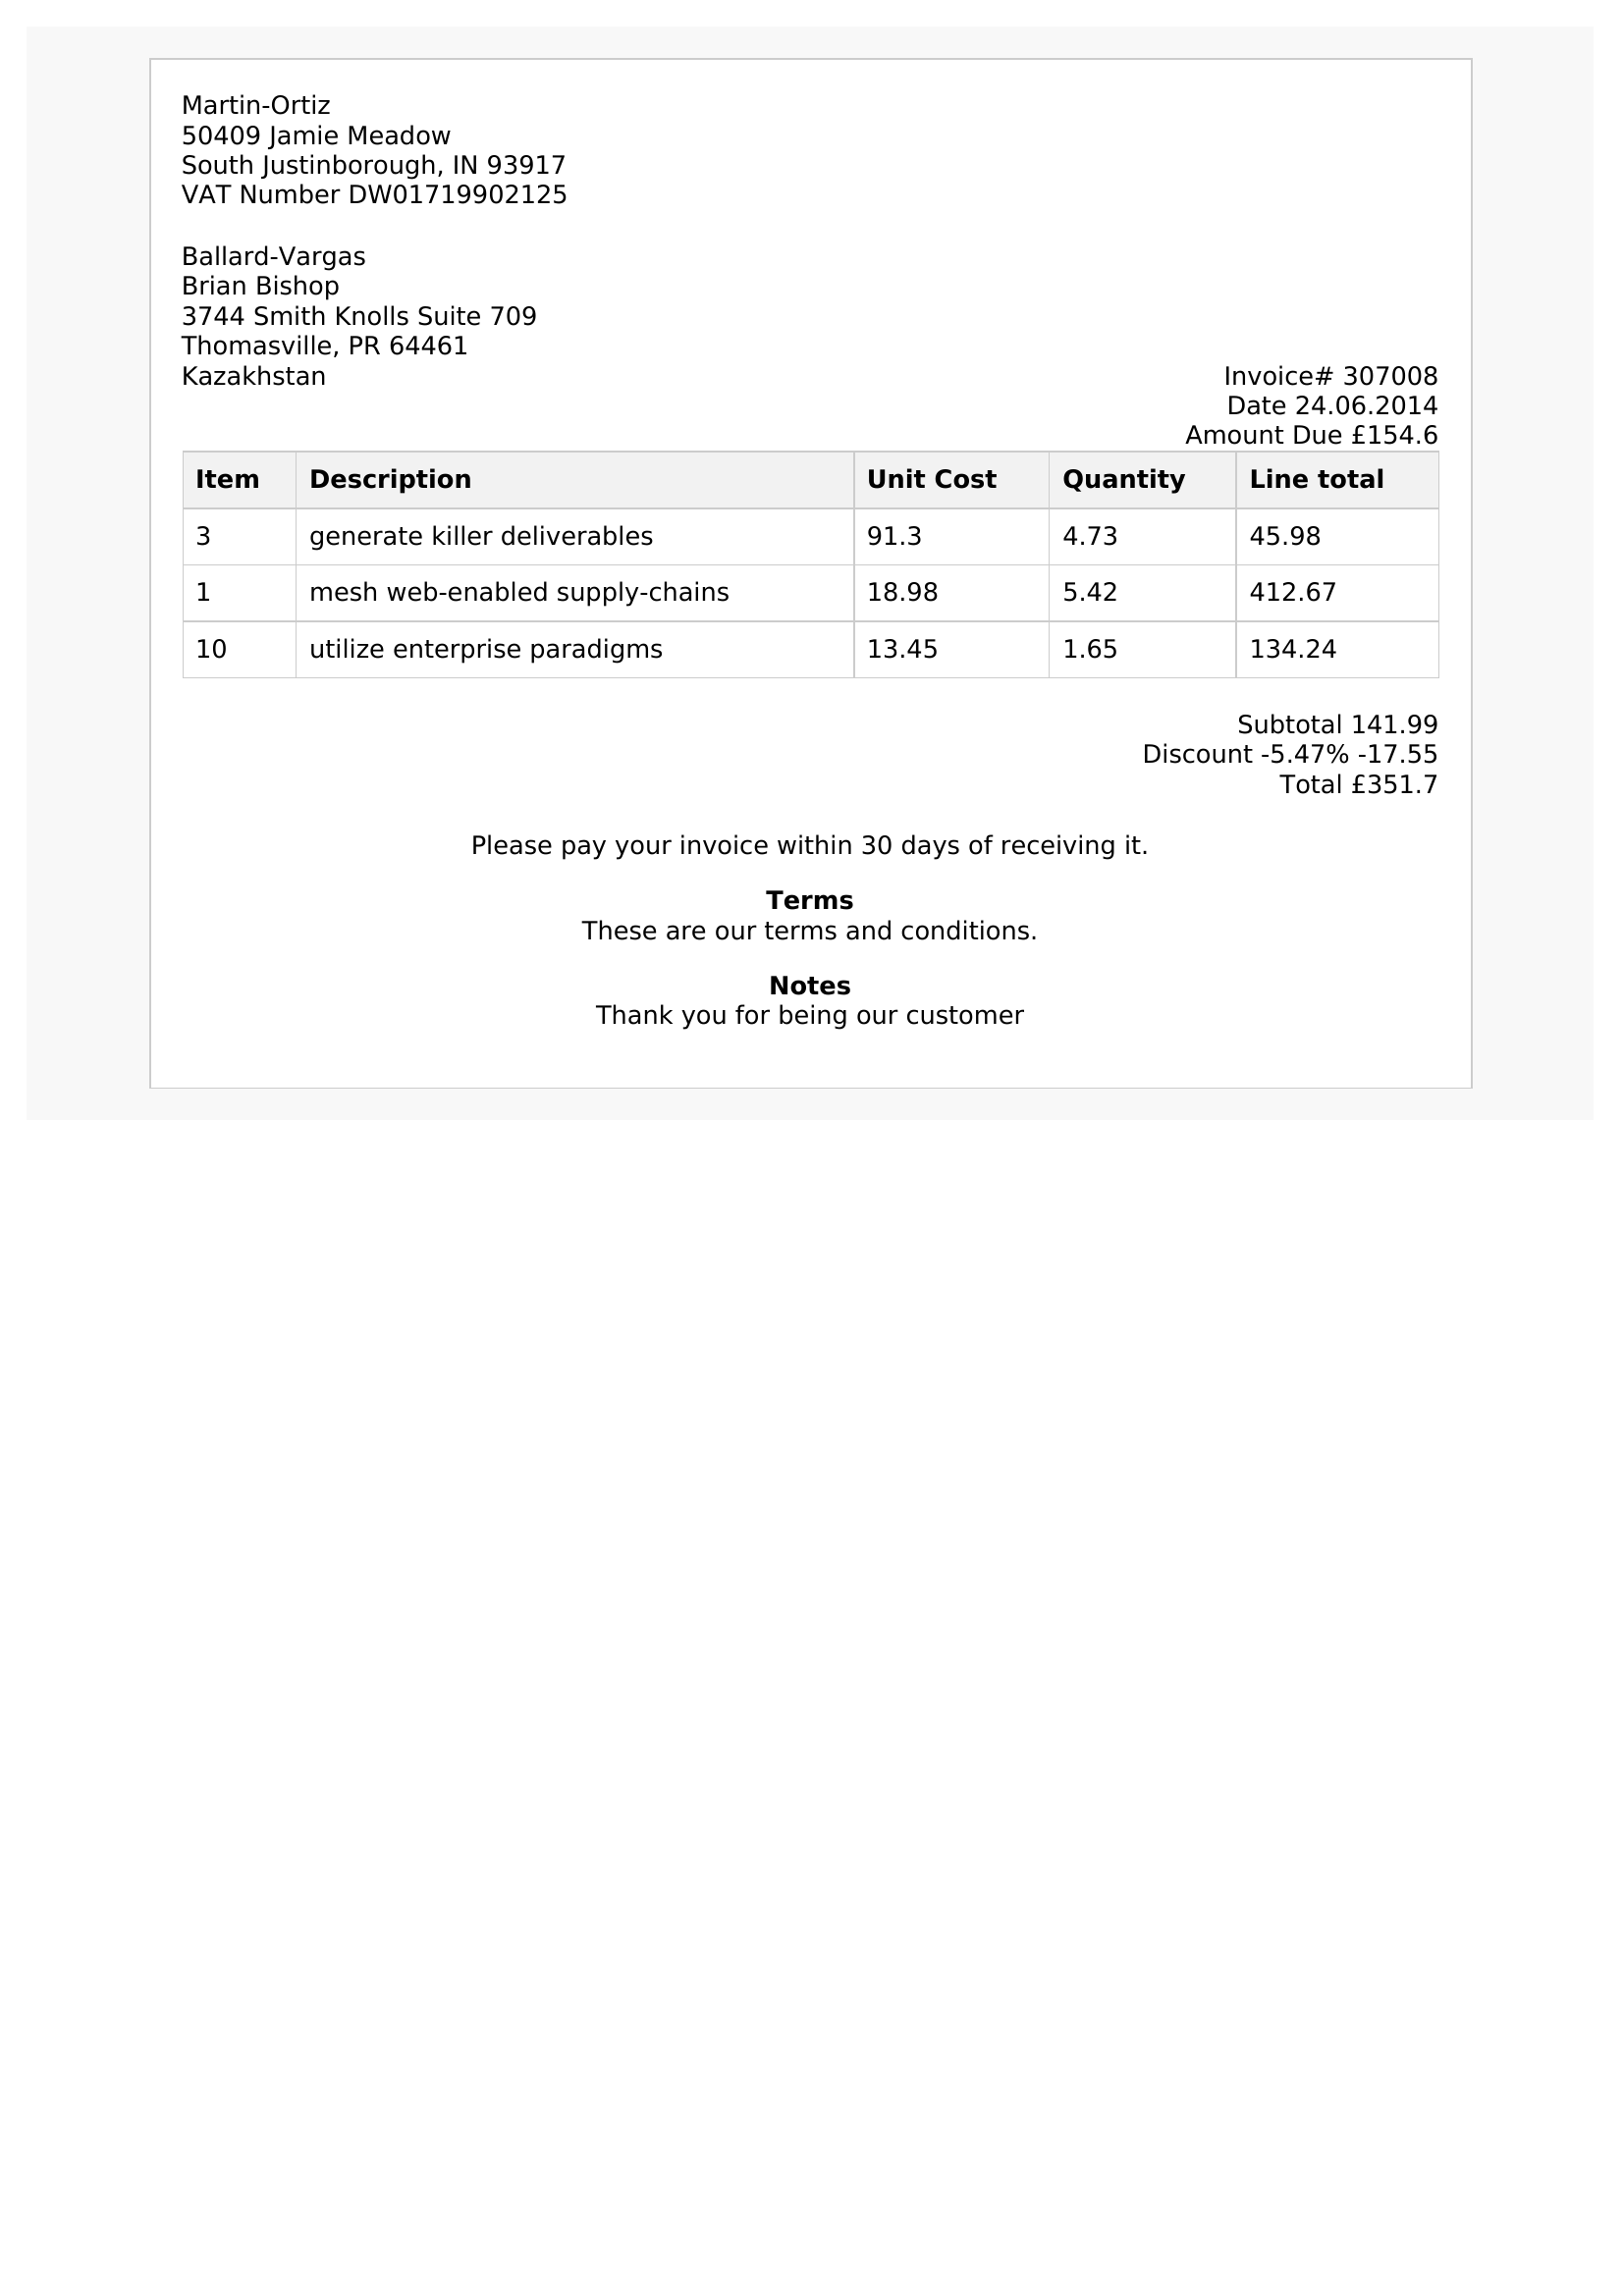 Martin-Ortiz
50409 Jamie Meadow
South Justinborough, IN 93917
VAT Number DW01719902125
Ballard-Vargas
Brian Bishop
3744 Smith Knolls Suite 709
Thomasville, PR 64461
Kazakhstan
Invoice# 307008
Date 24.06.2014
Amount Due £154.6
Item Description Unit Cost Quantity Line total
3 generate killer deliverables 91.3 4.73 45.98
1 mesh web-enabled supply-chains 18.98 5.42 412.67
10 utilize enterprise paradigms 13.45 1.65 134.24
Subtotal 141.99
Discount -5.47% -17.55
Total £351.7
Please pay your invoice within 30 days of receiving it.
Terms
These are our terms and conditions.
Notes
Thank you for being our customer